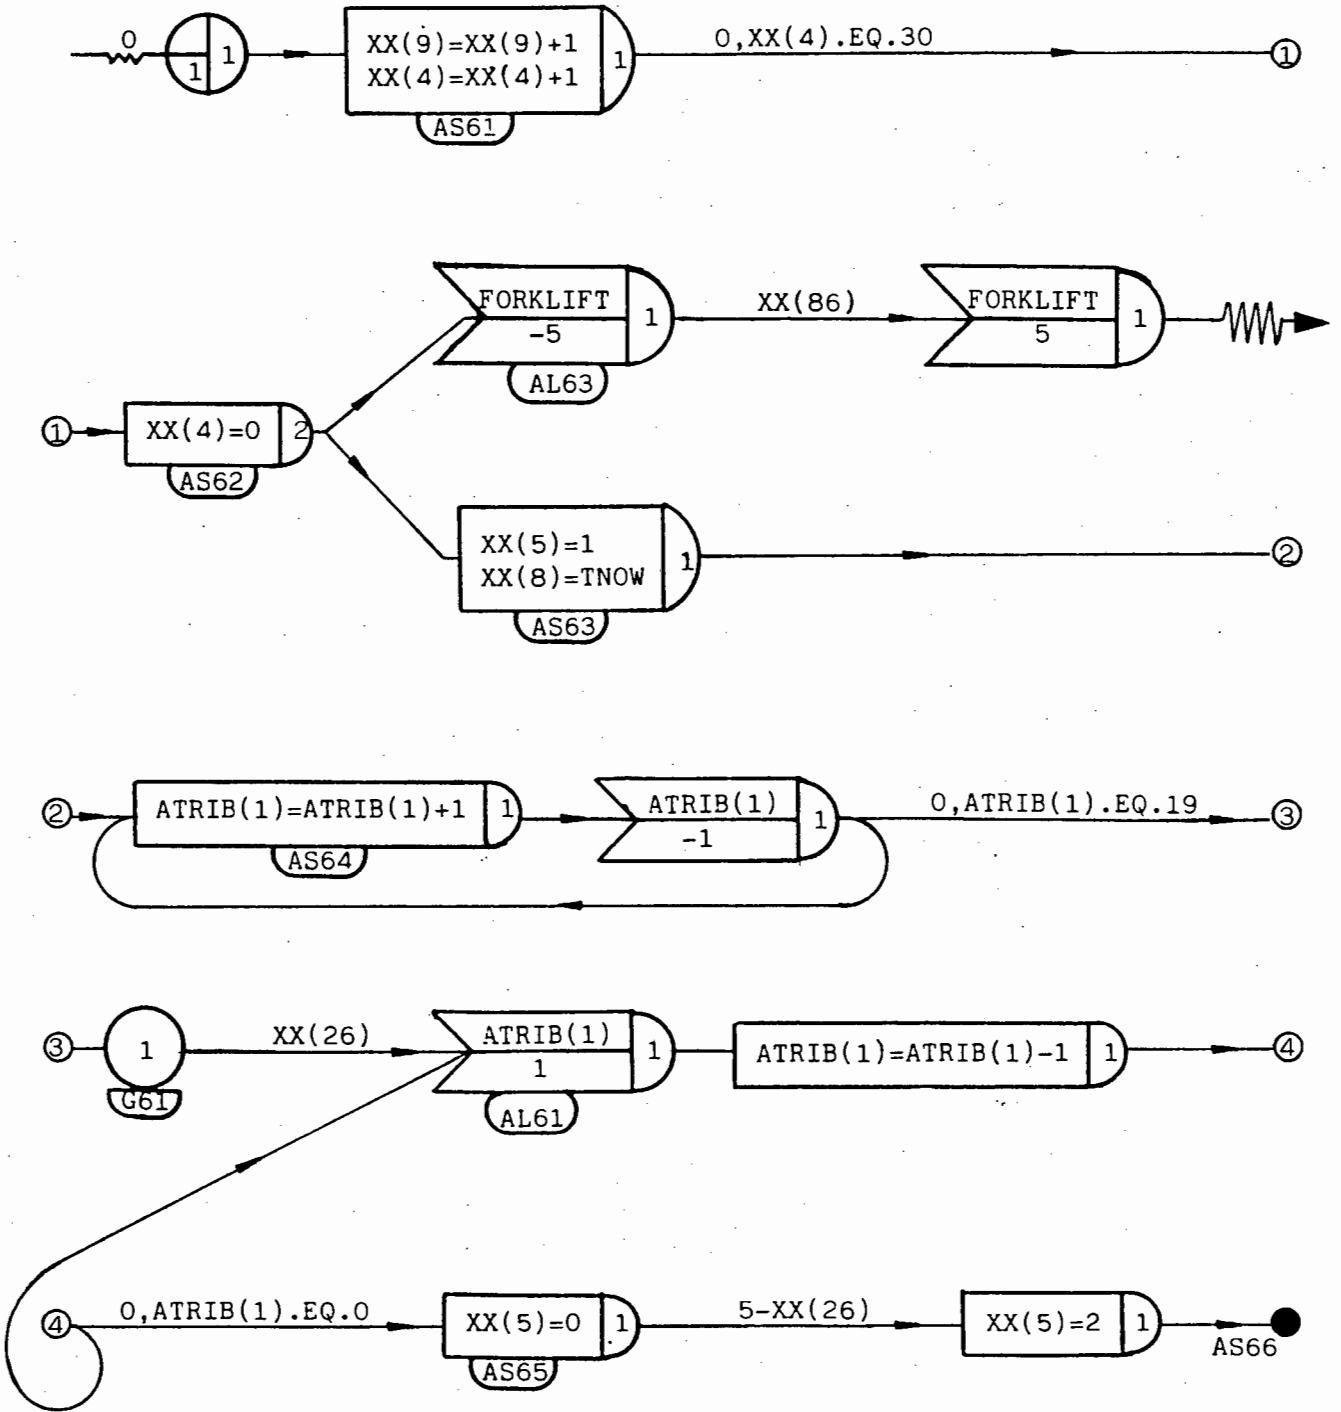 0
1
1
XX(9)=XX(9)+1
XX(4)=XX(4)+1
1
AS61
0,XX(4).EQ.30
1
FORKLIFT
-5
1
AL63
XX(86)
FORKLIFT
5
1
1
XX(4)=0
2
AS62
XX(5)=1
XX(8)=TNOW
1
AS63
2
2
ATRIB(1)=ATRIB(1)+1
1
AS64
ATRIB(1)
-1
1
0,ATRIB(1).EQ.19
3
3
1
G61
XX(26)
ATRIB(1)
1
1
AL61
ATRIB(1)=ATRIB(1)-1
1
4
4
0,ATRIB(1).EQ.0
XX(5)=0
1
AS65
5-XX(26)
XX(5)=2
1
AS66